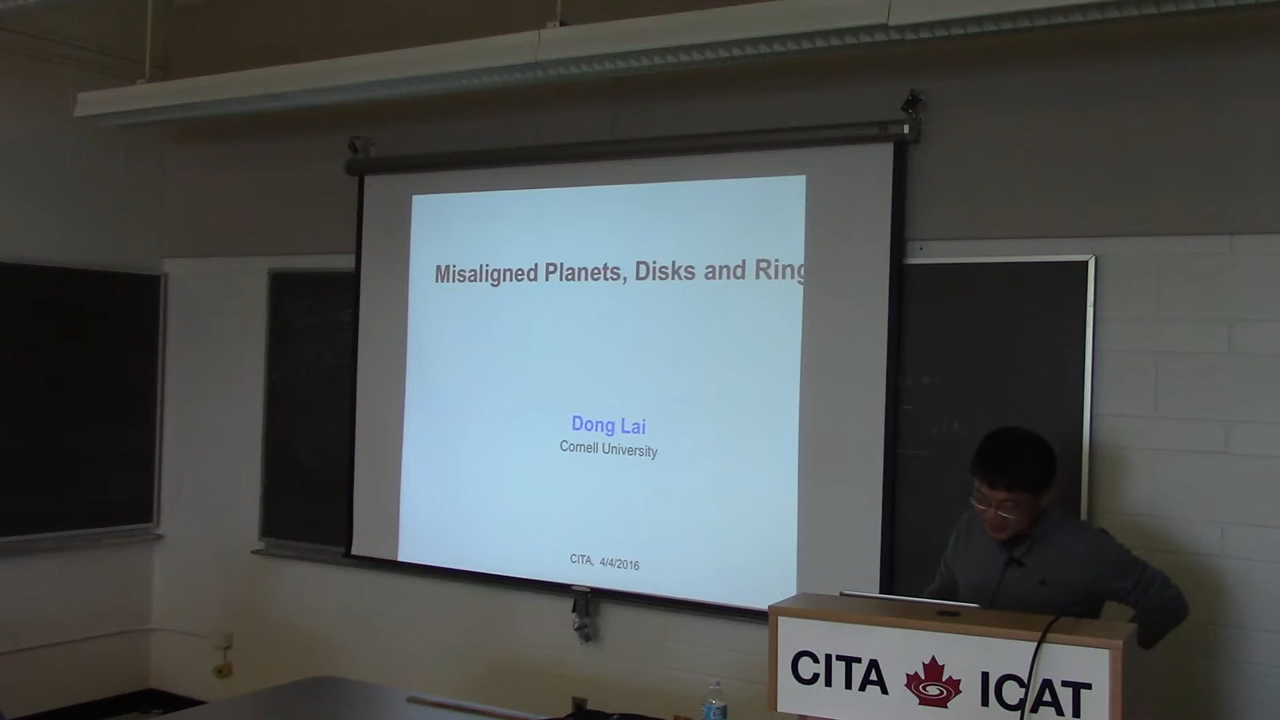 Misaligned Planets, Disks and Ring
Dong Lai
Cornell University
CITA, 4/4/2016
CITA ICAT